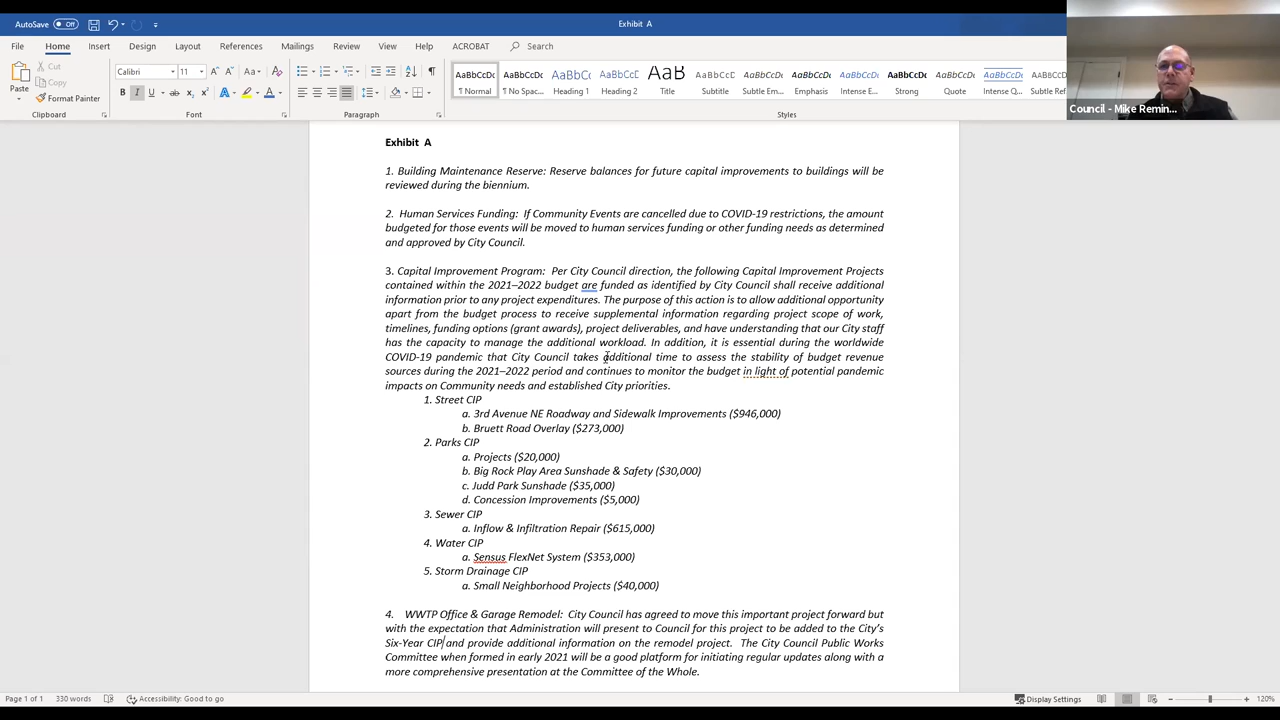 AutoSave Off Exhibit A
File Home Insert Design Layout References Mailings Review View Help ACROBAT Search
Paste Cut Copy Format Painter Calibri 11
AaBbCcDc AaBbCcDc AaBbCc AaBbCcC AaB AaBbCcD AaBbCcDc AaBbCcDc AaBbCcDc AaBbCcDc AaBbCcDc AaBbCcDc
¶ Normal ¶ No Spac... Heading 1 Heading 2 Title Subtitle Subtle Em... Emphasis Intense E... Strong Quote Intense Q... Subtle Ref
Clipboard Font Paragraph Styles
Council - Mike Remin...
Exhibit A
1. Building Maintenance Reserve: Reserve balances for future capital improvements to buildings will be
reviewed during the biennium.
2. Human Services Funding: If Community Events are cancelled due to COVID-19 restrictions, the amount
budgeted for those events will be moved to human services funding or other funding needs as determined
and approved by City Council.
3. Capital Improvement Program: Per City Council direction, the following Capital Improvement Projects
contained within the 2021–2022 budget are funded as identified by City Council shall receive additional
information prior to any project expenditures. The purpose of this action is to allow additional opportunity
apart from the budget process to receive supplemental information regarding project scope of work,
timelines, funding options (grant awards), project deliverables, and have understanding that our City staff
has the capacity to manage the additional workload. In addition, it is essential during the worldwide
COVID-19 pandemic that City Council takes additional time to assess the stability of budget revenue
sources during the 2021–2022 period and continues to monitor the budget in light of potential pandemic
impacts on Community needs and established City priorities.
1. Street CIP
a. 3rd Avenue NE Roadway and Sidewalk Improvements ($946,000)
b. Bruett Road Overlay ($273,000)
2. Parks CIP
a. Projects ($20,000)
b. Big Rock Play Area Sunshade & Safety ($30,000)
c. Judd Park Sunshade ($35,000)
d. Concession Improvements ($5,000)
3. Sewer CIP
a. Inflow & Infiltration Repair ($615,000)
4. Water CIP
a. Sensus FlexNet System ($353,000)
5. Storm Drainage CIP
a. Small Neighborhood Projects ($40,000)
4. WWTP Office & Garage Remodel: City Council has agreed to move this important project forward but
with the expectation that Administration will present to Council for this project to be added to the City's
Six-Year CIP and provide additional information on the remodel project. The City Council Public Works
Committee when formed in early 2021 will be a good platform for initiating regular updates along with a
more comprehensive presentation at the Committee of the Whole.
Page 1 of 1 330 words Accessibility: Good to go Display Settings 120%